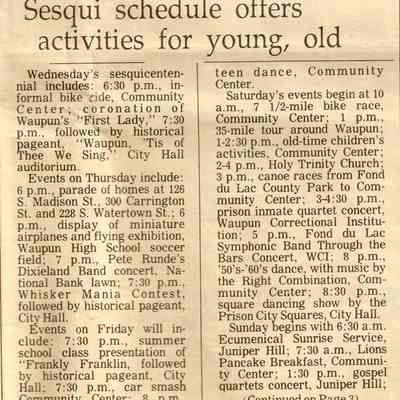 Sesqui schedule offers
activities for young, old
Wednesday's sesquicenten-
nial includes: 6:30 p.m., in-
formal bike ride, Community
Center; coronation of
Waupun's "First Lady," 7:30
p.m., followed by historical
pageant, "Waupun, 'Tis of
Thee We Sing," City Hall
auditorium.
Events on Thursday include:
6 p.m., parade of homes at 126
S. Madison St., 300 Carrington
St. and 228 S. Watertown St.; 6
p.m., display of miniature
airplanes and flying exhibition,
Waupun High School soccer
field; 7 p.m., Pete Runde's
Dixieland Band concert, Na-
tional Bank lawn; 7:30 p.m.,
Whisker Mania Contest,
followed by historical pageant,
City Hall.
Events on Friday will in-
clude: 7:30 p.m., summer
school class presentation of
"Frankly Franklin, followed
by historical pageant, City
Hall; 7:30 p.m., car smash
Community Center; 8 p.m.
teen dance, Community
Center.
Saturday's events begin at 10
a.m., 7 1/2-mile bike race,
Community Center; 1 p.m.,
35-mile tour around Waupun;
1-2:30 p.m., old-time children's
activities, Community Center;
2-4 p.m., Holy Trinity Church;
3 p.m., canoe races from Fond
du Lac County Park to Com-
munity Center; 3-4:30 p.m.,
prison inmate quartet concert,
Waupun Correctional Institu-
tion; 5 p.m., Fond du Lac
Symphonic Band Through the
Bars Concert, WCI; 8 p.m.,
'50's-'60's dance, with music by
the Right Combination, Com-
munity Center; 8:30 p.m.,
square dancing show by the
Prison City Squares, City Hall.
Sunday begins with 6:30 a.m.
Ecumenical Sunrise Service,
Juniper Hill; 7:30 a.m., Lions
Pancake Breakfast, Communi-
ty Center; 1:30 p.m., gospel
quartets concert, Juniper Hill;
(Continued on Page 3)